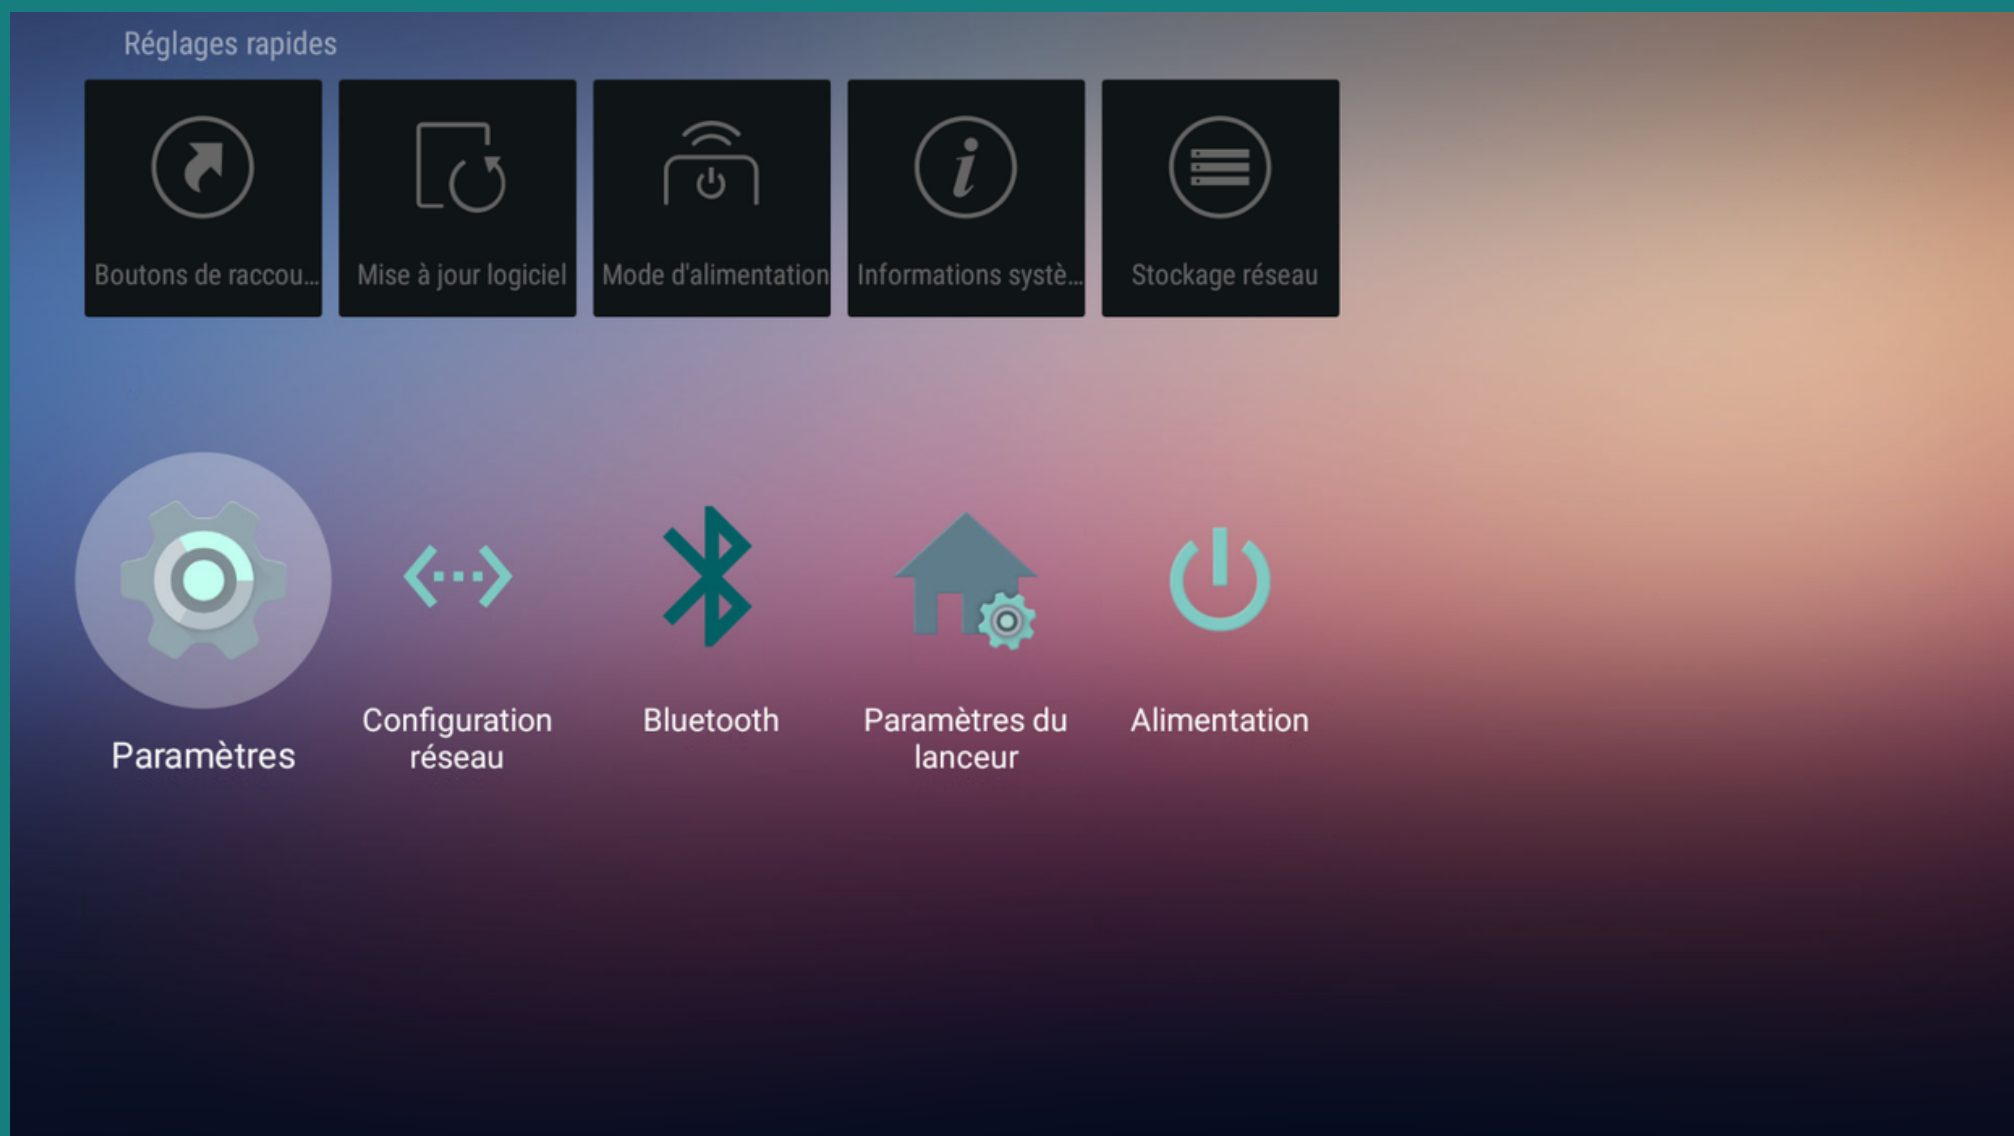 Réglages rapides
Boutons de raccou...
Mise à jour logiciel
Mode d'alimentation
Informations systè...
Stockage réseau
Paramètres
Configuration
réseau
Bluetooth
Paramètres du
lanceur
Alimentation